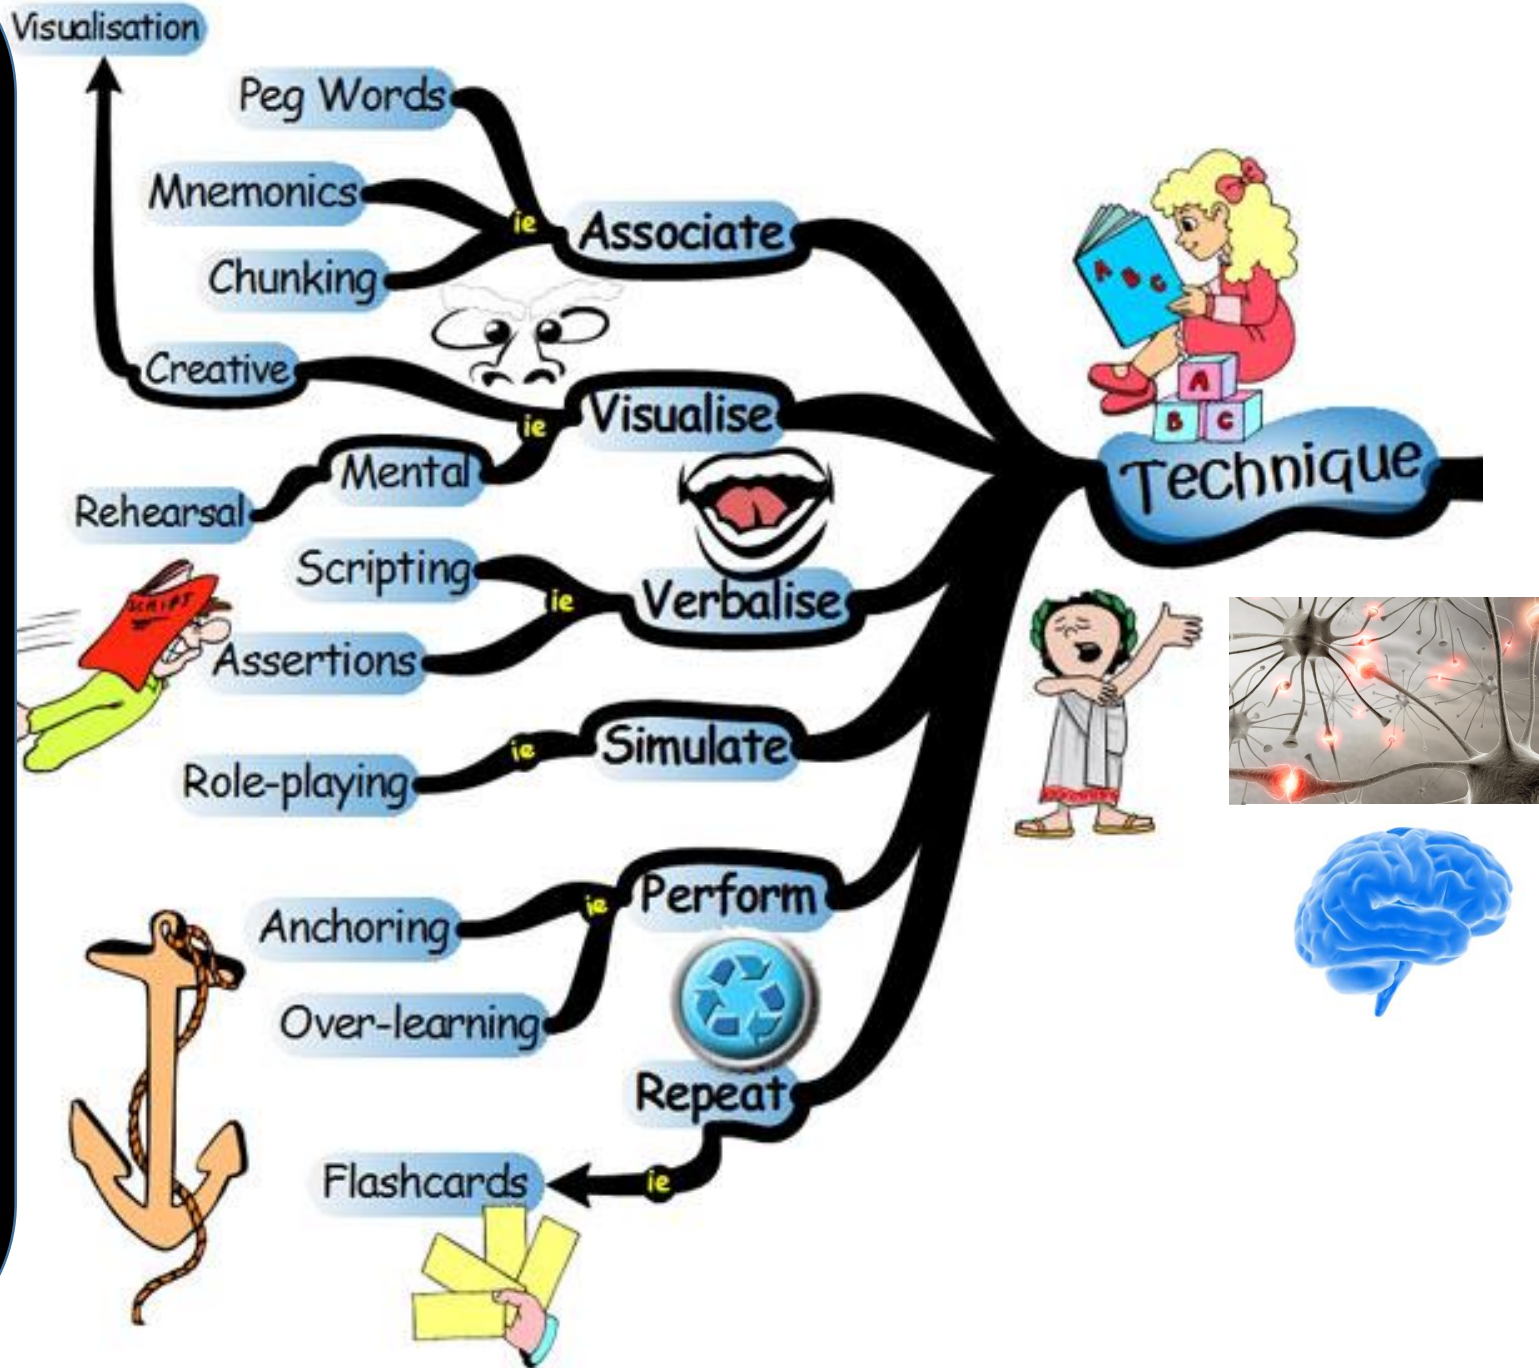 Visualisation
Peg Words
Mnemonics
ie
Associate
Chunking
Creative
Visualise
ie
Mental
Rehearsal
Technique
A B C
A
B C
Scripting
ie
Verbalise
SCRIPT
Assertions
ie
Simulate
Role-playing
Perform
ie
Anchoring
Over-learning
Repeat
Flashcards
ie